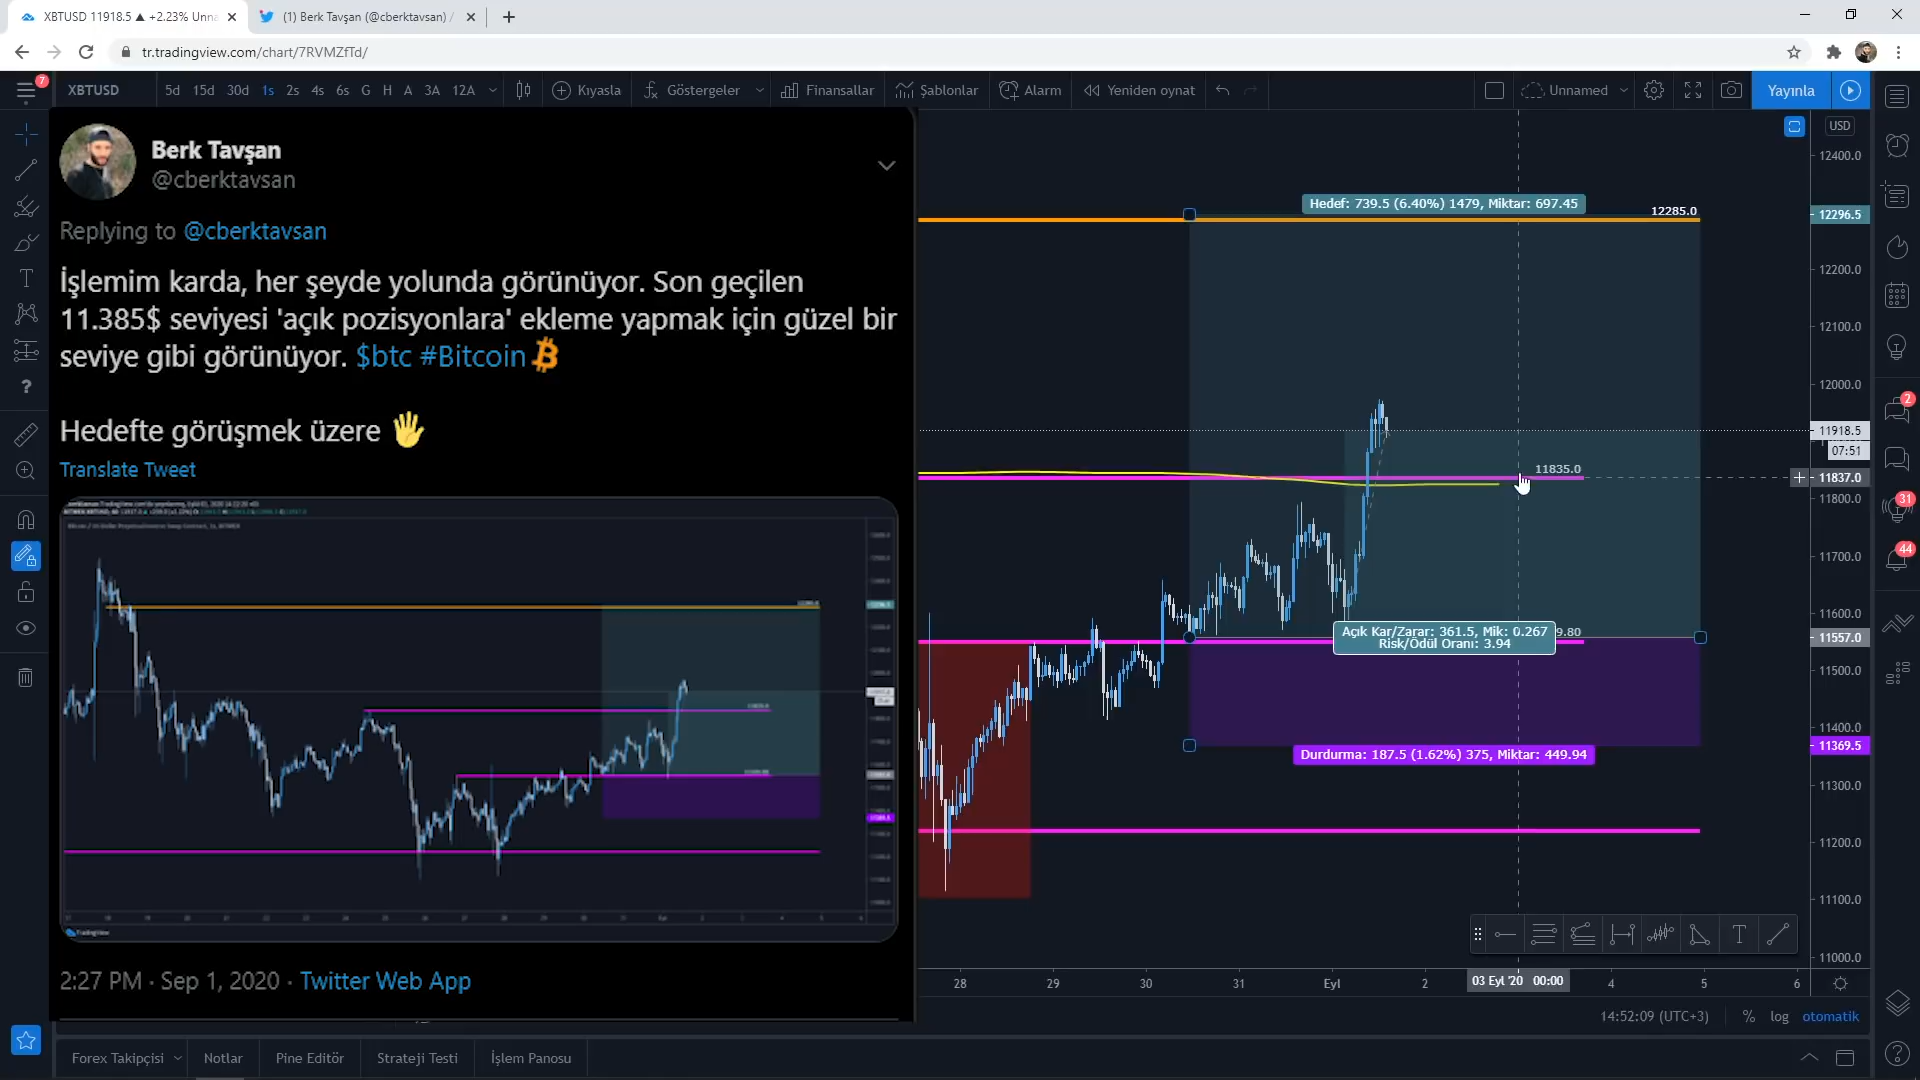 XBTUSD 11918.5 ▲ +2.23% Unna
(1) Berk Tavşan (@cberktavsan) /
tr.tradingview.com/chart/7RVMZfTd/
7
XBTUSD 5d 15d 30d 1s 2s 4s 6s G H A 3A 12A Kıyasla Göstergeler Finansallar Şablonlar Alarm Yeniden oynat Unnamed Yayınla
Berk Tavşan
@cberktavsan
Replying to @cberktavsan
İşlemim karda, her şeyde yolunda görünüyor. Son geçilen
11.385$ seviyesi 'açık pozisyonlara' ekleme yapmak için güzel bir
seviye gibi görünüyor. $btc #Bitcoin
Hedefte görüşmek üzere 🖐
Translate Tweet
TradingView
2:27 PM · Sep 1, 2020 · Twitter Web App
USD
12400.0
Hedef: 739.5 (6.40%) 1479, Miktar: 697.45
12285.0
12296.5
12200.0
12100.0
12000.0
11918.5
07:51
11835.0
11837.0
11800.0
11700.0
11600.0
Açık Kar/Zarar: 361.5, Mik: 0.267
Risk/Ödül Oranı: 3.94
9.80
11557.0
11500.0
11400.0
11369.5
Durdurma: 187.5 (1.62%) 375, Miktar: 449.94
11300.0
11200.0
11100.0
11000.0
28 29 30 31 Eyl 2 03 Eyl '20 00:00 4 5 6
14:52:09 (UTC+3) % log otomatik
Forex Takipçisi Notlar Pine Editör Strateji Testi İşlem Panosu
2
31
44